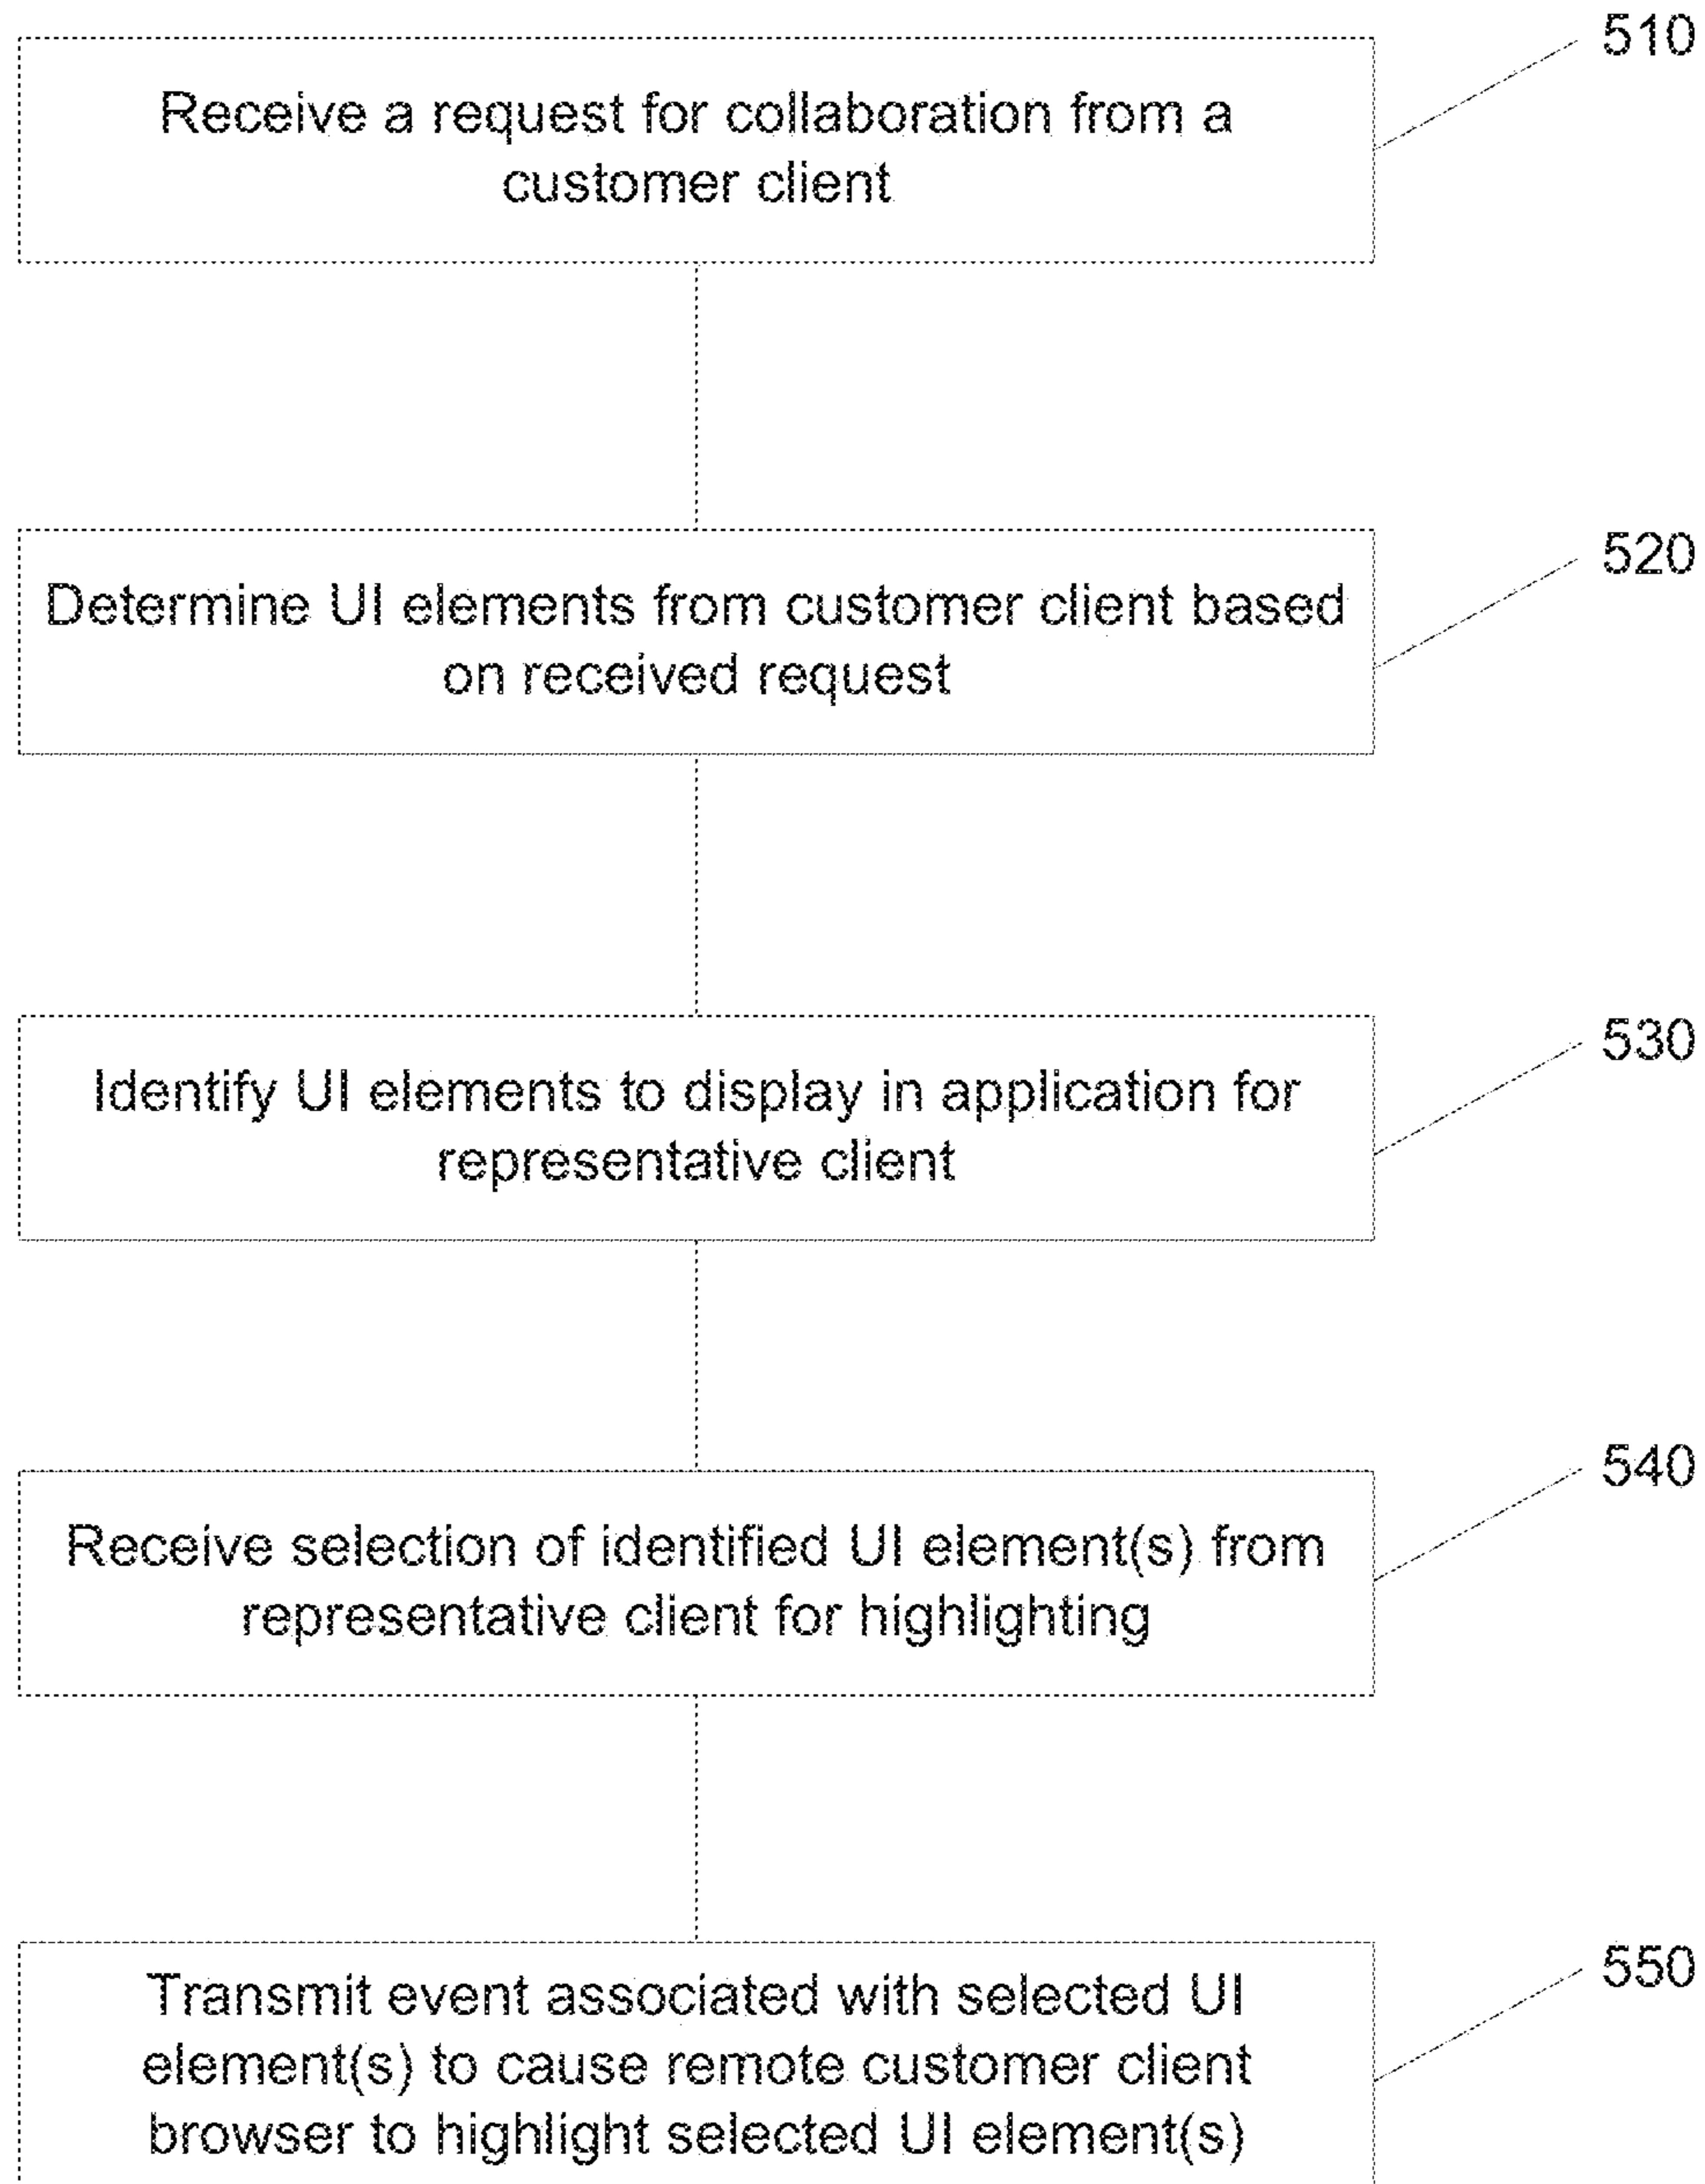 510
Receive a request for collaboration from a
customer client
520
Determine UI elements from customer client based
on received request
530
Identify UI elements to display in application for
representative client
540
Receive selection of identified UI element(s) from
representative client for highlighting
550
Transmit event associated with selected UI
element(s) to cause remote customer client
browser to highlight selected UI element(s)